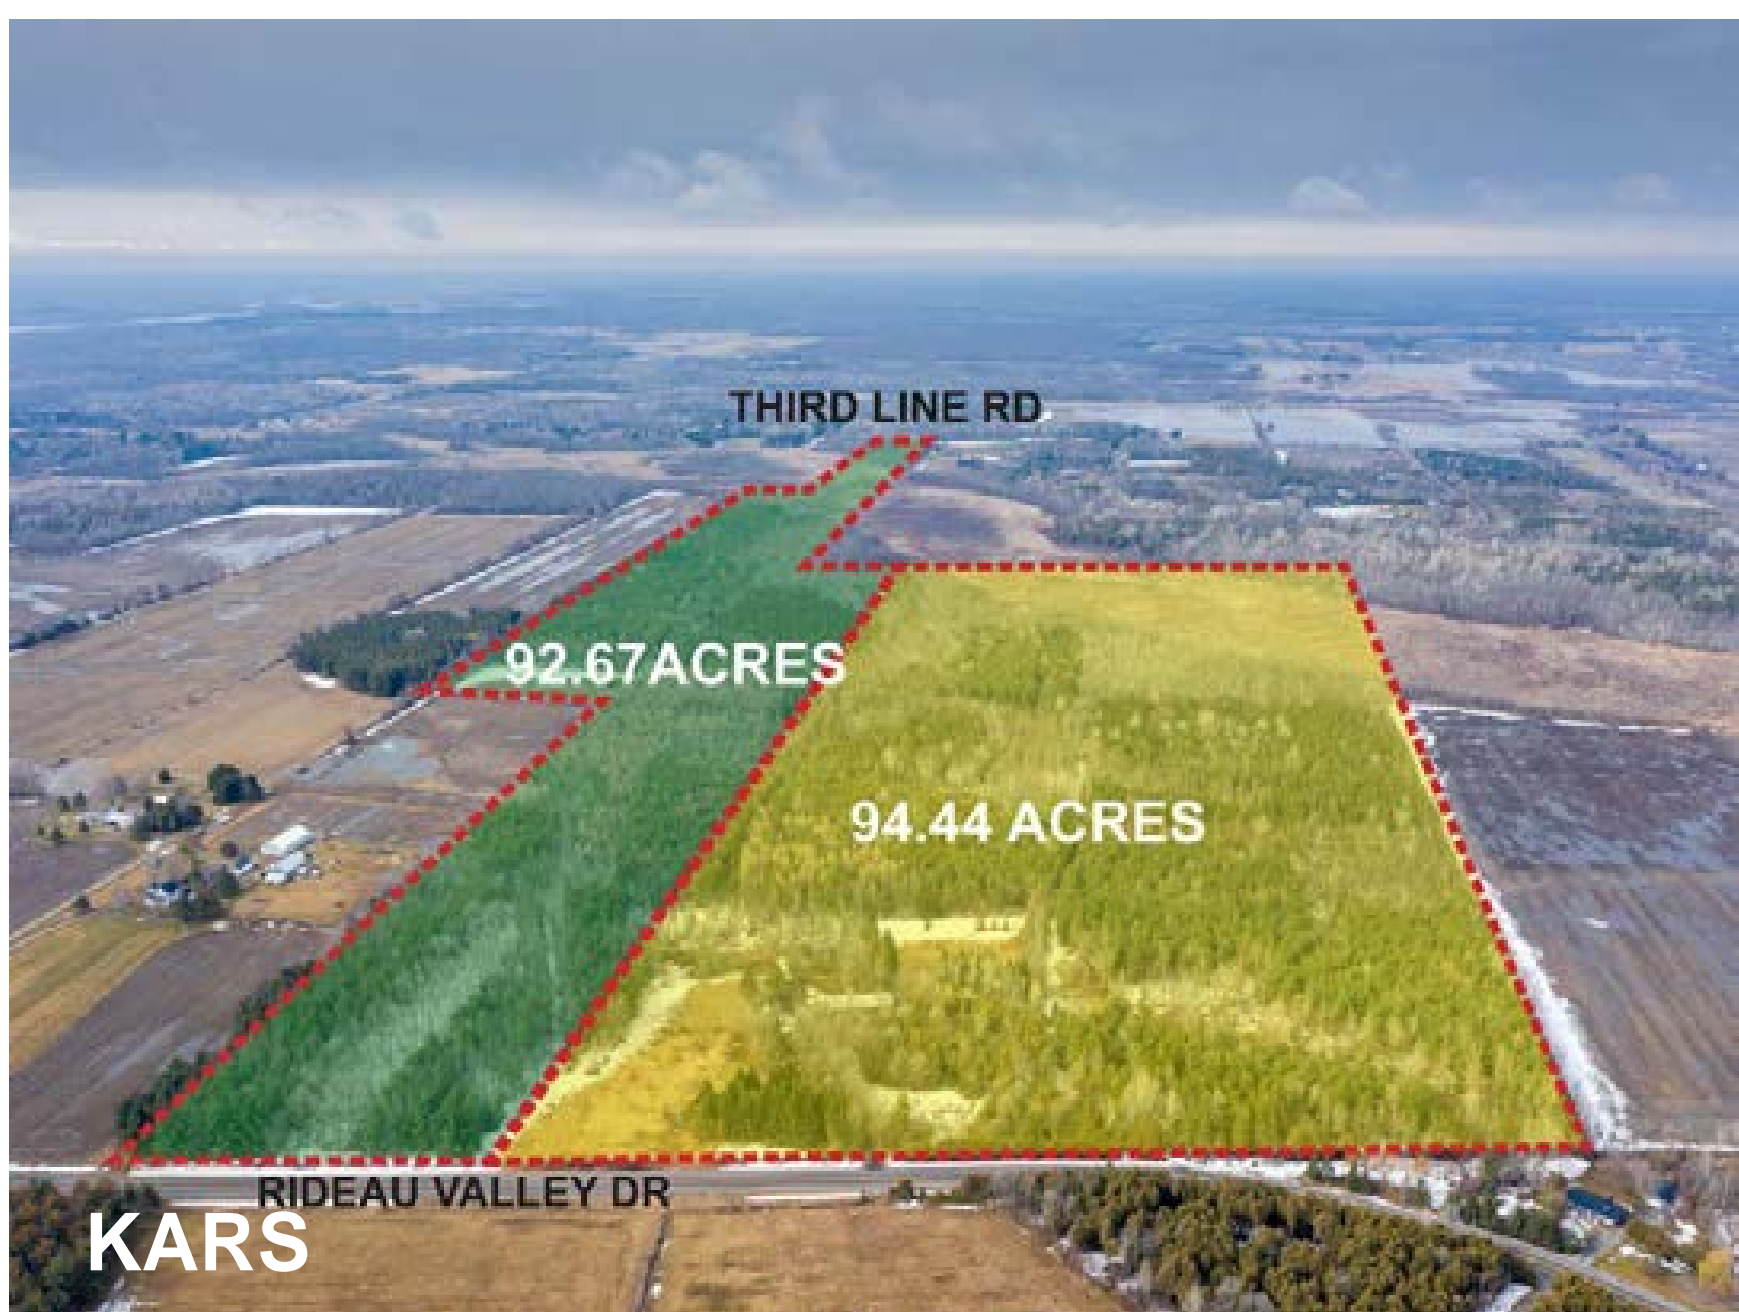 THIRD LINE RD
92.67ACRES
94.44 ACRES
RIDEAU VALLEY DR
KARS